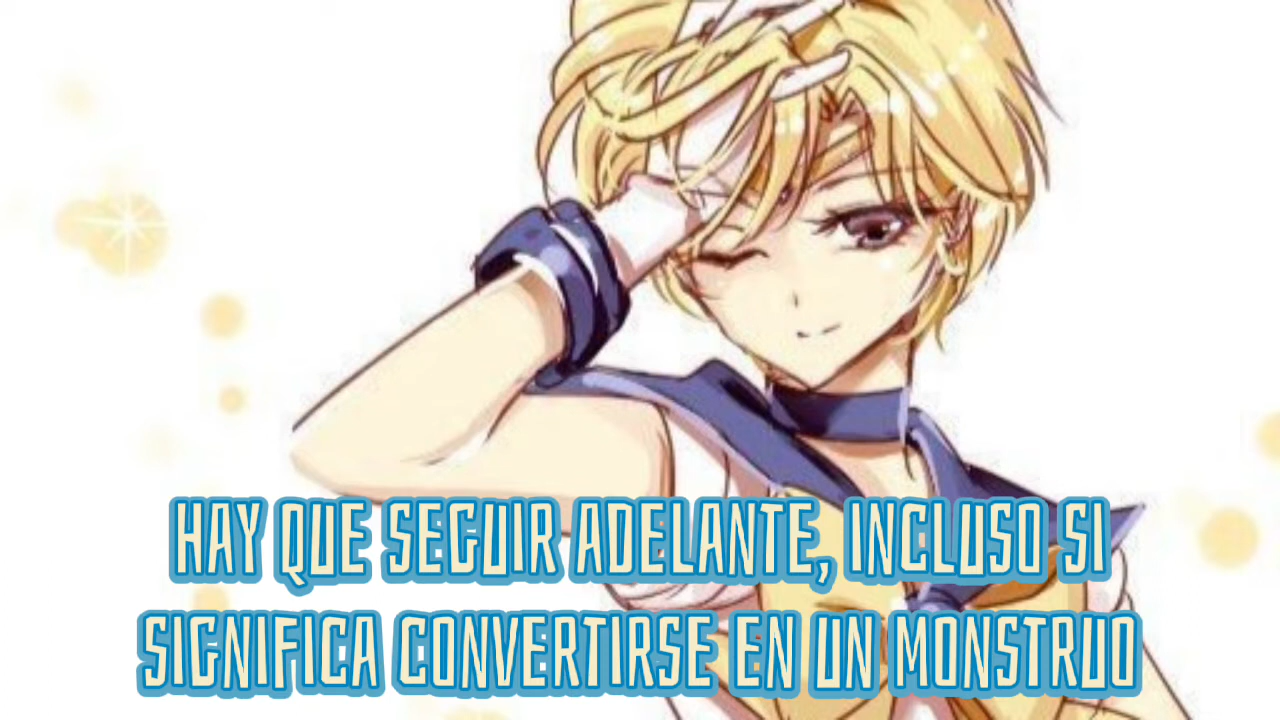 HAY QUE SEGUIR ADELANTE, INCLUSO SI
SIGNIFICA CONVERTIRSE EN UN MONSTRUO